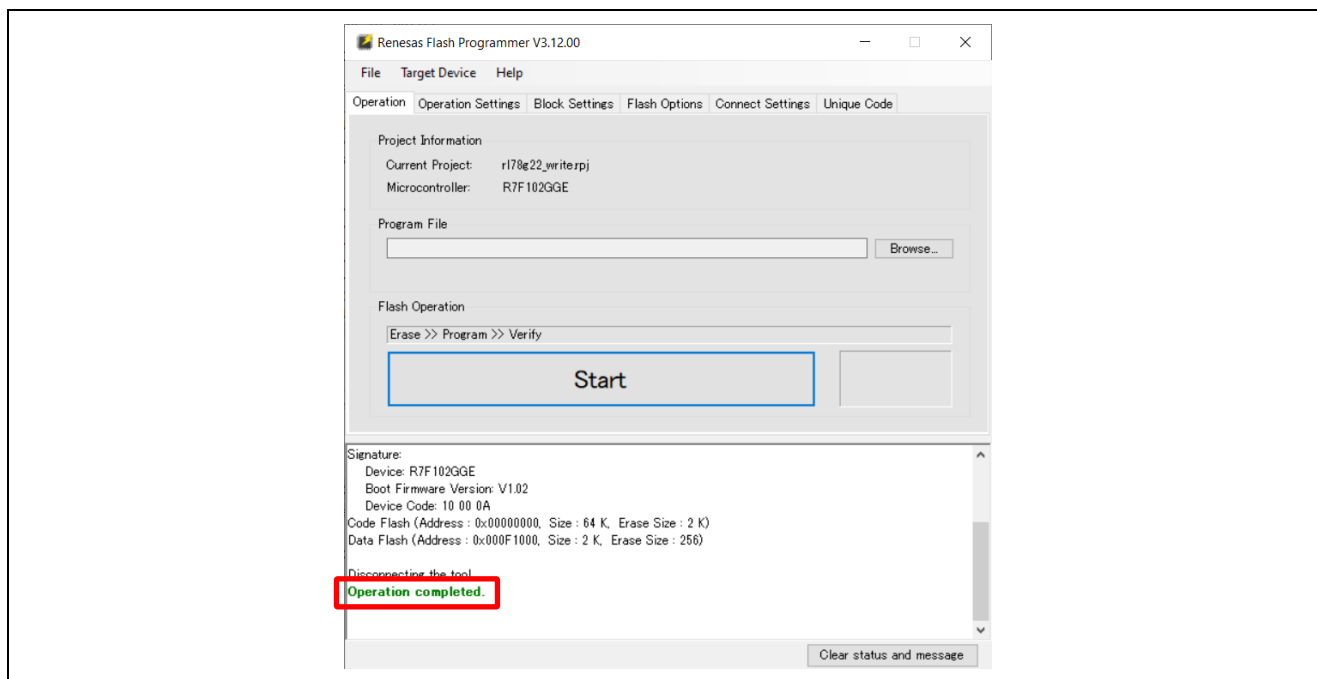 Renesas Flash Programmer V3.12.00
File Target Device Help
Operation Operation Settings Block Settings Flash Options Connect Settings Unique Code
Project Information
Current Project: rl78g22_write.rpj
Microcontroller: R7F102GGE
Program File
Browse...
Flash Operation
Erase >> Program >> Verify
Start
Signature:
Device: R7F102GGE
Boot Firmware Version: V1.02
Device Code: 10 00 0A
Code Flash (Address : 0x00000000, Size : 64 K, Erase Size : 2 K)
Data Flash (Address : 0x000F1000, Size : 2 K, Erase Size : 256)
Disconnecting the tool
Operation completed.
Clear status and message